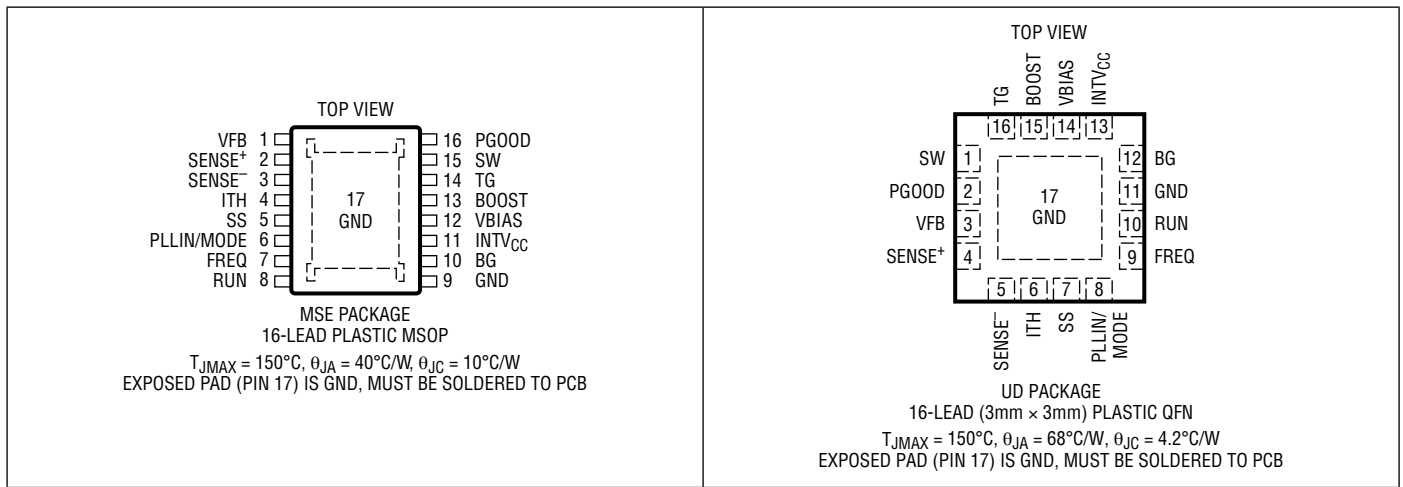 TOP VIEW
VFB 1
SENSE+ 2
SENSE– 3
ITH 4
SS 5
PLLIN/MODE 6
FREQ 7
RUN 8
17
GND
16 PGOOD
15 SW
14 TG
13 BOOST
12 VBIAS
11 INTVCC
10 BG
9 GND
MSE PACKAGE
16-LEAD PLASTIC MSOP
TJMAX = 150°C, θJA = 40°C/W, θJC = 10°C/W
EXPOSED PAD (PIN 17) IS GND, MUST BE SOLDERED TO PCB
TOP VIEW
TG
BOOST
VBIAS
INTVCC
16 15 14 13
SW 1
PGOOD 2
VFB 3
SENSE+ 4
17
GND
12 BG
11 GND
10 RUN
9 FREQ
5 6 7 8
SENSE–
ITH
SS
PLLIN/
MODE
UD PACKAGE
16-LEAD (3mm × 3mm) PLASTIC QFN
TJMAX = 150°C, θJA = 68°C/W, θJC = 4.2°C/W
EXPOSED PAD (PIN 17) IS GND, MUST BE SOLDERED TO PCB